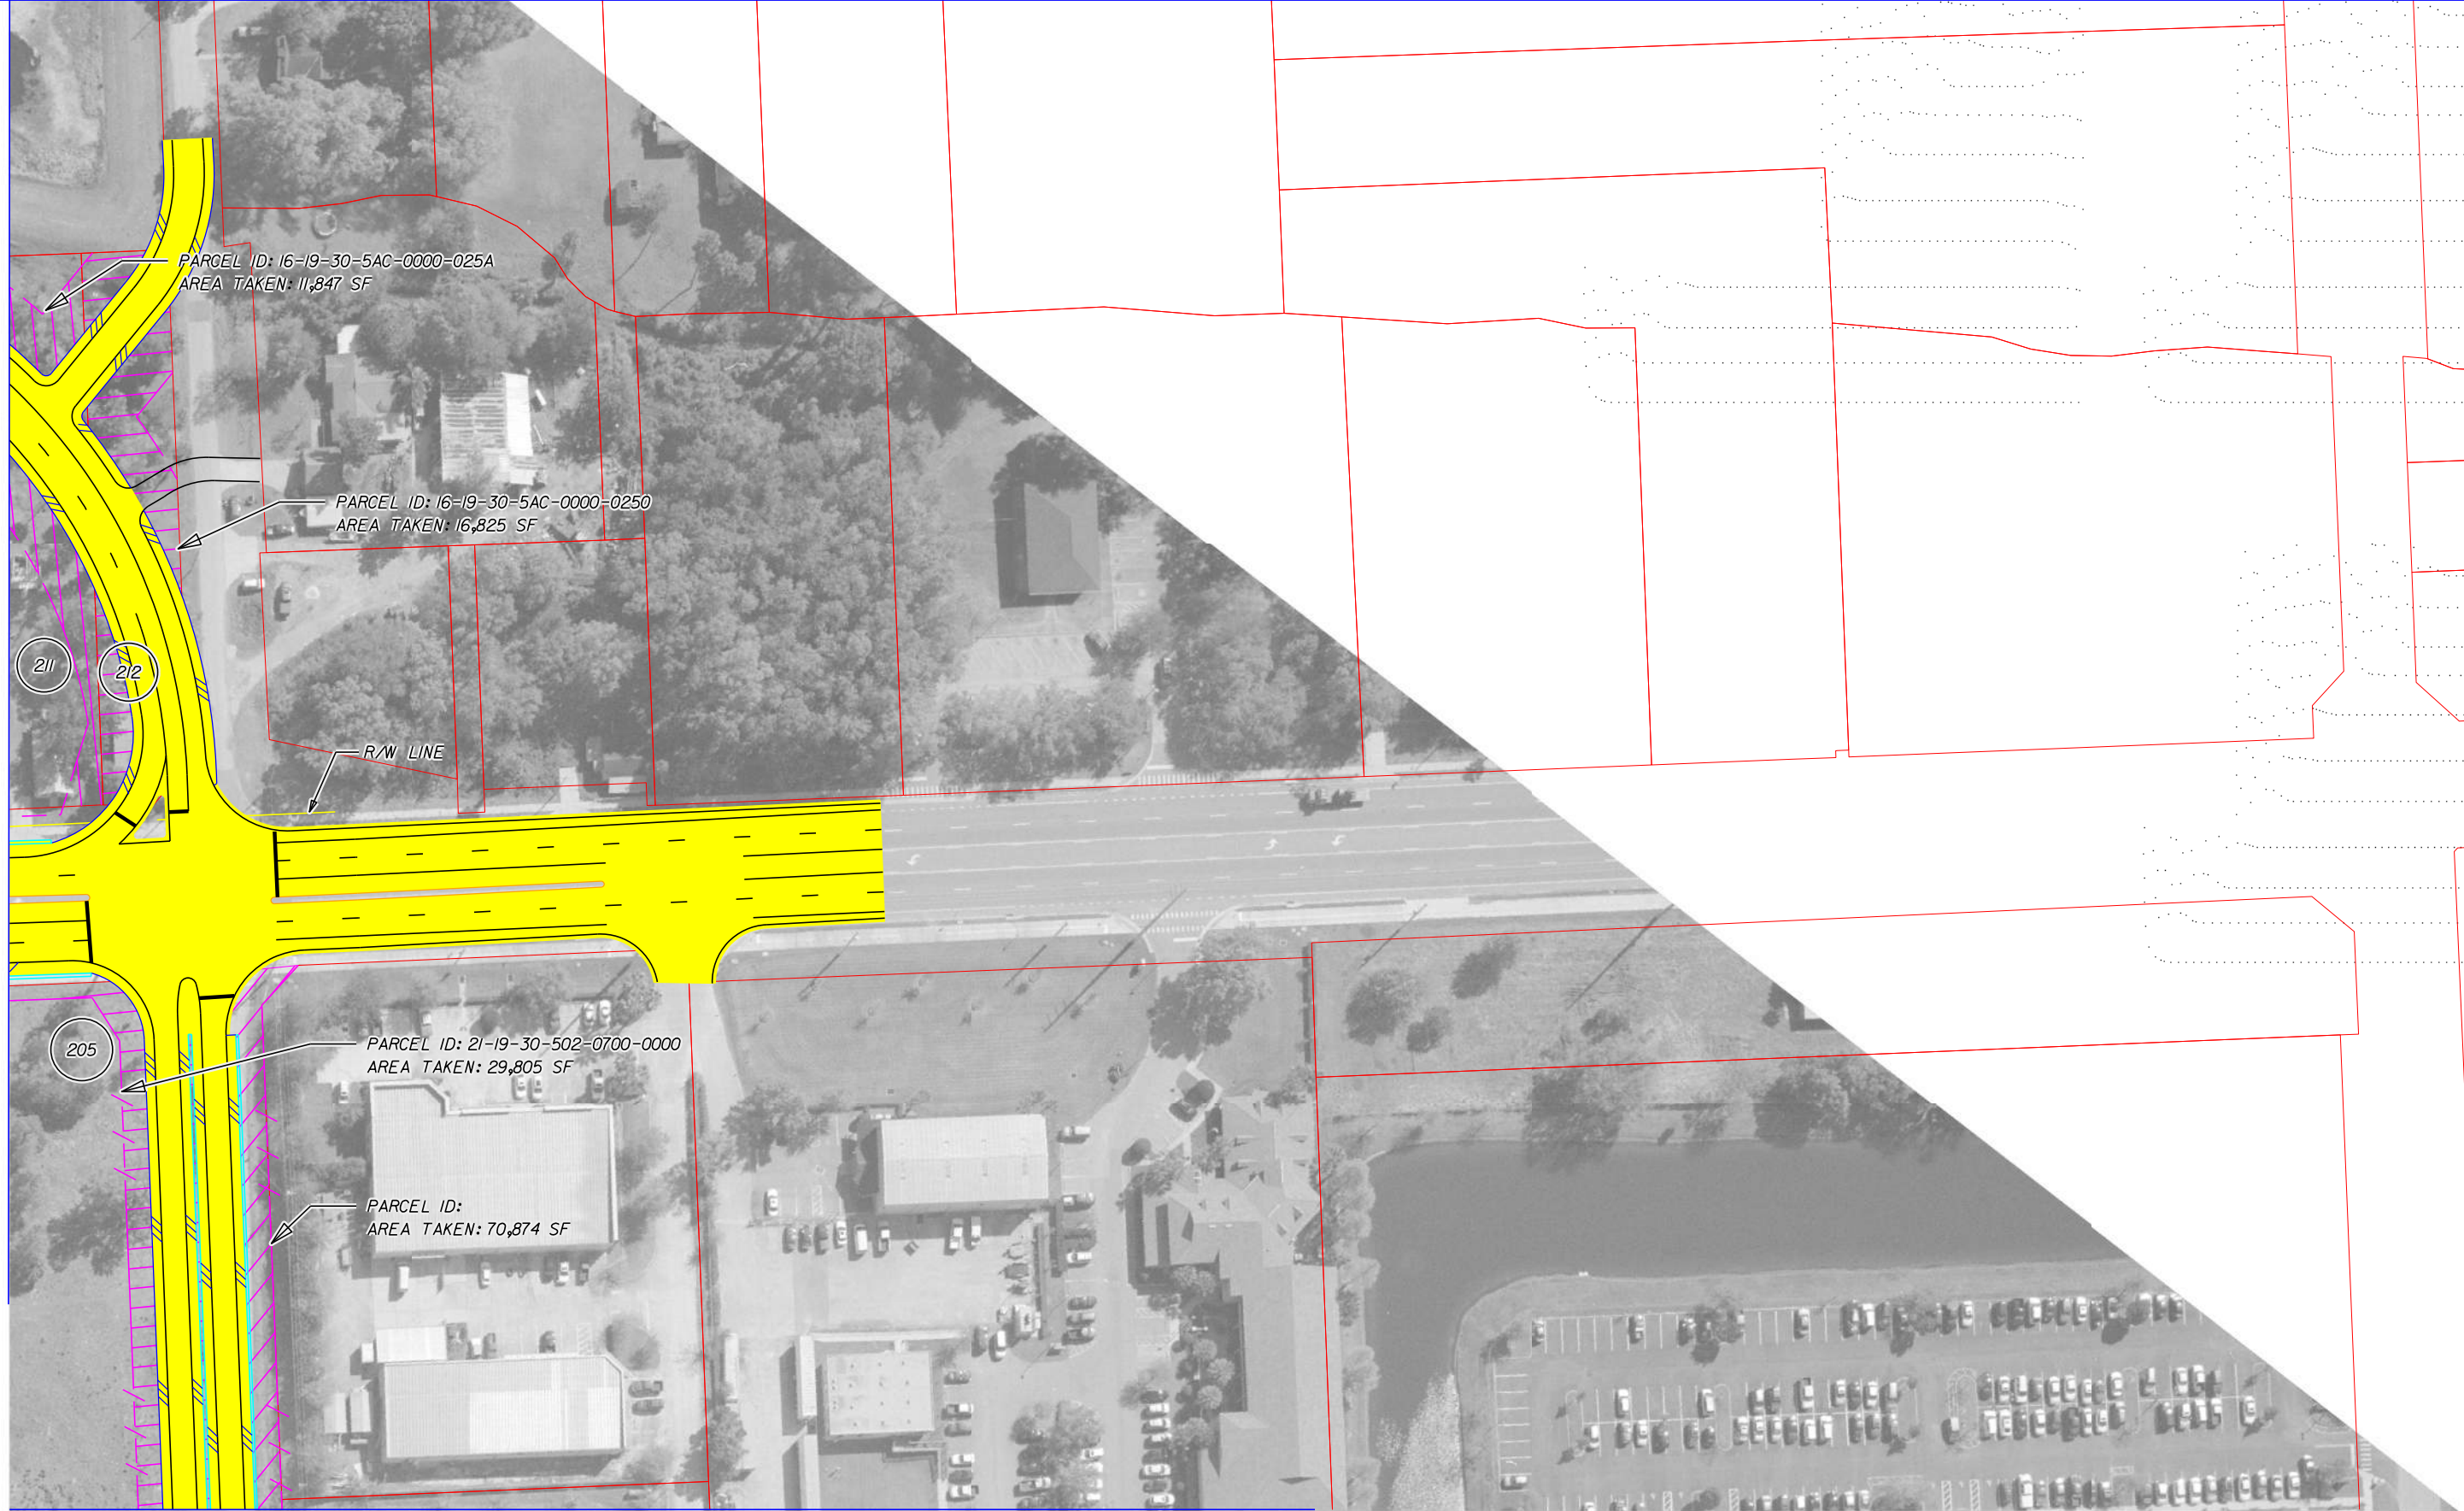 PARCEL ID: 16-19-30-5AC-0000-025A
AREA TAKEN: 11,847 SF
PARCEL ID: 16-19-30-5AC-0000-0250
AREA TAKEN: 16,825 SF
211
212
R/W LINE
205
PARCEL ID: 21-19-30-502-0700-0000
AREA TAKEN: 29,805 SF
PARCEL ID:
AREA TAKEN: 70,874 SF